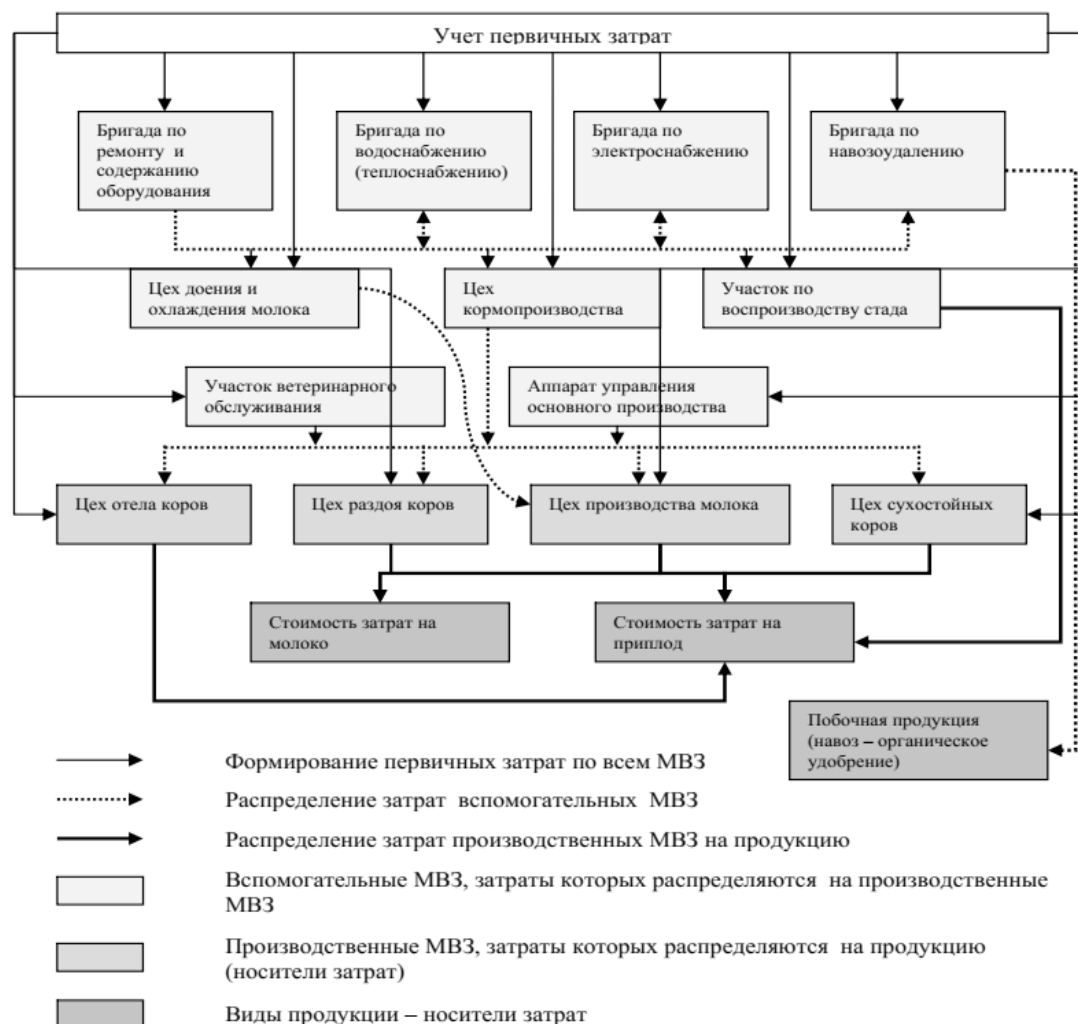 Учет первичных затрат
Бригада по
ремонту и
содержанию
оборудования
Бригада по
водоснабжению
(теплоснабжению)
Бригада по
электроснабжению
Бригада по
навозоудалению
Цех доения и
охлаждения молока
Цех
кормопроизводства
Участок по
воспроизводству стада
Участок ветеринарного
обслуживания
Аппарат управления
основного производства
Цех отела коров
Цех раздоя коров
Цех производства молока
Цех сухостойных
коров
Стоимость затрат на
молоко
Стоимость затрат на
приплод
Побочная продукция
(навоз – органическое
удобрение)
Формирование первичных затрат по всем МВЗ
Распределение затрат вспомогательных МВЗ
Распределение затрат производственных МВЗ на продукцию
Вспомогательные МВЗ, затраты которых распределяются на производственные
МВЗ
Производственные МВЗ, затраты которых распределяются на продукцию
(носители затрат)
Виды продукции – носители затрат